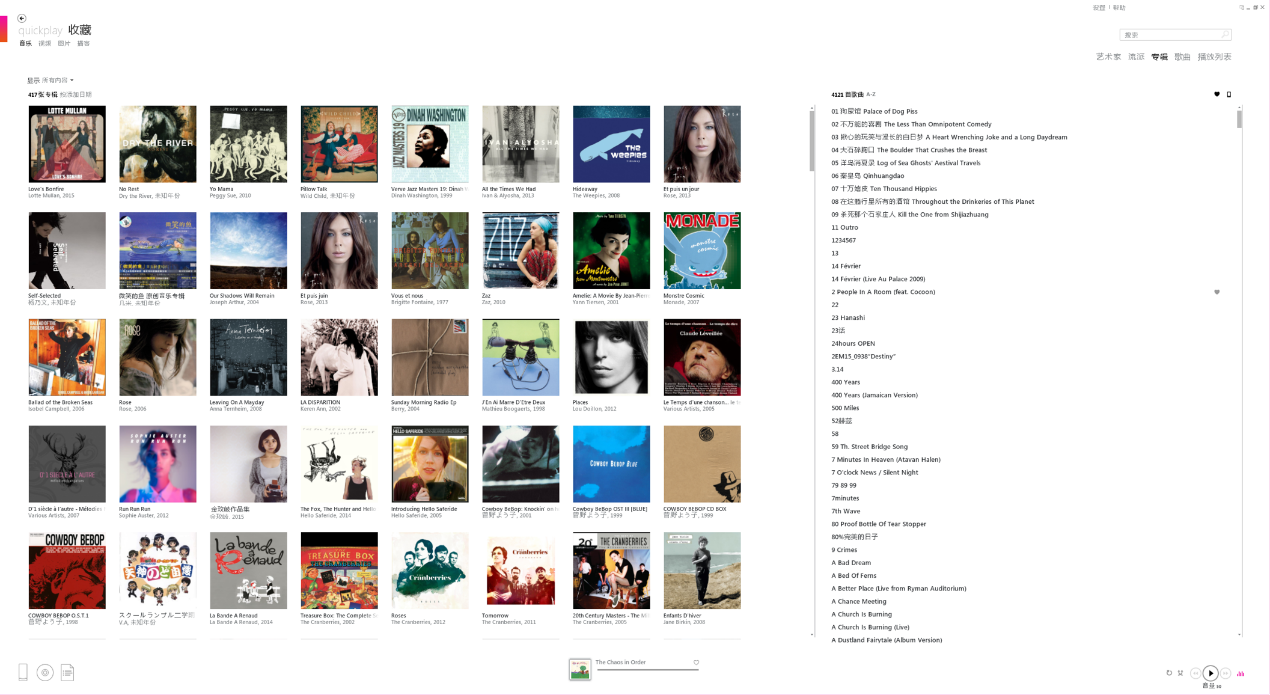 设置 | 帮助
quickplay 收藏
音乐 视频 图片 播客
搜索
艺术家 流派 专辑 歌曲 播放列表
显示 所有内容
417 张专辑 按添加日期
Love's Bonfire
Lotte Mullan, 2015
No Rest
Dry the River, 未知年份
Yo Mama
Peggy Sue, 2010
Pillow Talk
Wild Child, 未知年份
Verve Jazz Masters 19: Dinah
Dinah Washington, 1999
All the Times We Had
Ivan & Alyosha, 2013
Hideaway
The Weepies, 2008
Et puis un jour
Rose, 2013
Self-Selected
杨乃文, 未知年份
微笑的鱼 原创音乐专辑
几米, 未知年份
Our Shadows Will Remain
Joseph Arthur, 2004
Et puis juin
Rose, 2013
Vous et nous
Brigitte Fontaine, 1977
Zaz
Zaz, 2010
Amelie: A Movie By Jean-Pierre
Yann Tiersen, 2001
Monstre Cosmic
Monade, 2007
Ballad of the Broken Seas
Isobel Campbell, 2006
Rose
Rose, 2006
Leaving On A Mayday
Anna Ternheim, 2008
LA DISPARITION
Keren Ann, 2002
Sunday Morning Radio Ep
Berry, 2004
J'En Ai Marre D'Etre Deux
Mathieu Boogaerts, 1998
Places
Lou Doillon, 2012
Le Temps d'une chanson...
Various Artists, 2005
D'1 siècle à l'autre - Mélodies
Various Artists, 2007
Run Run Run
Sophie Auster, 2012
金玟岐作品集
金玟岐, 2015
The Fox, The Hunter and Hello
Hello Saferide, 2014
Introducing Hello Saferide
Hello Saferide, 2005
Cowboy BeBop: Knockin' on
菅野よう子, 2001
Cowboy BeBop OST III [BLUE]
菅野よう子, 1999
COWBOY BEBOP CD BOX
菅野よう子, 1999
COWBOY BEBOP O.S.T.1
菅野よう子, 1998
スクールランブル二学期
V.A, 未知年份
La Bande A Renaud
La Bande A Renaud, 2014
Treasure Box: The Complete
The Cranberries, 2002
Roses
The Cranberries, 2012
Tomorrow
The Cranberries, 2011
20th Century Masters - The
The Cranberries, 2005
Enfants D'hiver
Jane Birkin, 2008
4121 首歌曲 A-Z
01 狗屋馆 Palace of Dog Piss
02 不万能的喜剧 The Less Than Omnipotent Comedy
03 揪心的玩笑与漫长的白日梦 A Heart Wrenching Joke and a Long Daydream
04 大石碎胸口 The Boulder That Crushes the Breast
05 洋鸟消夏录 Log of Sea Ghosts' Aestival Travels
06 秦皇岛 Qinhuangdao
07 十万嬉皮 Ten Thousand Hippies
08 在这颗行星所有的酒馆 Throughout the Drinkeries of This Planet
09 杀死那个石家庄人 Kill the One from Shijiazhuang
11 Outro
1234567
13
14 Février
14 Février (Live Au Palace 2009)
2 People In A Room (feat. Cocoon)
22
23 Hanashi
23話
24hours OPEN
2EM15_0938"Destiny"
3.14
400 Years
400 Years (Jamaican Version)
500 Miles
52赫兹
58
59 Th. Street Bridge Song
7 Minutes In Heaven (Atavan Halen)
7 O'clock News / Silent Night
79 89 99
7minutes
7th Wave
80 Proof Bottle Of Tear Stopper
80%完美的日子
9 Crimes
A Bad Dream
A Bed Of Ferns
A Better Place (Live from Ryman Auditorium)
A Chance Meeting
A Church Is Burning
A Church Is Burning (Live)
A Dustland Fairytale (Album Version)
The Chaos in Order
音量